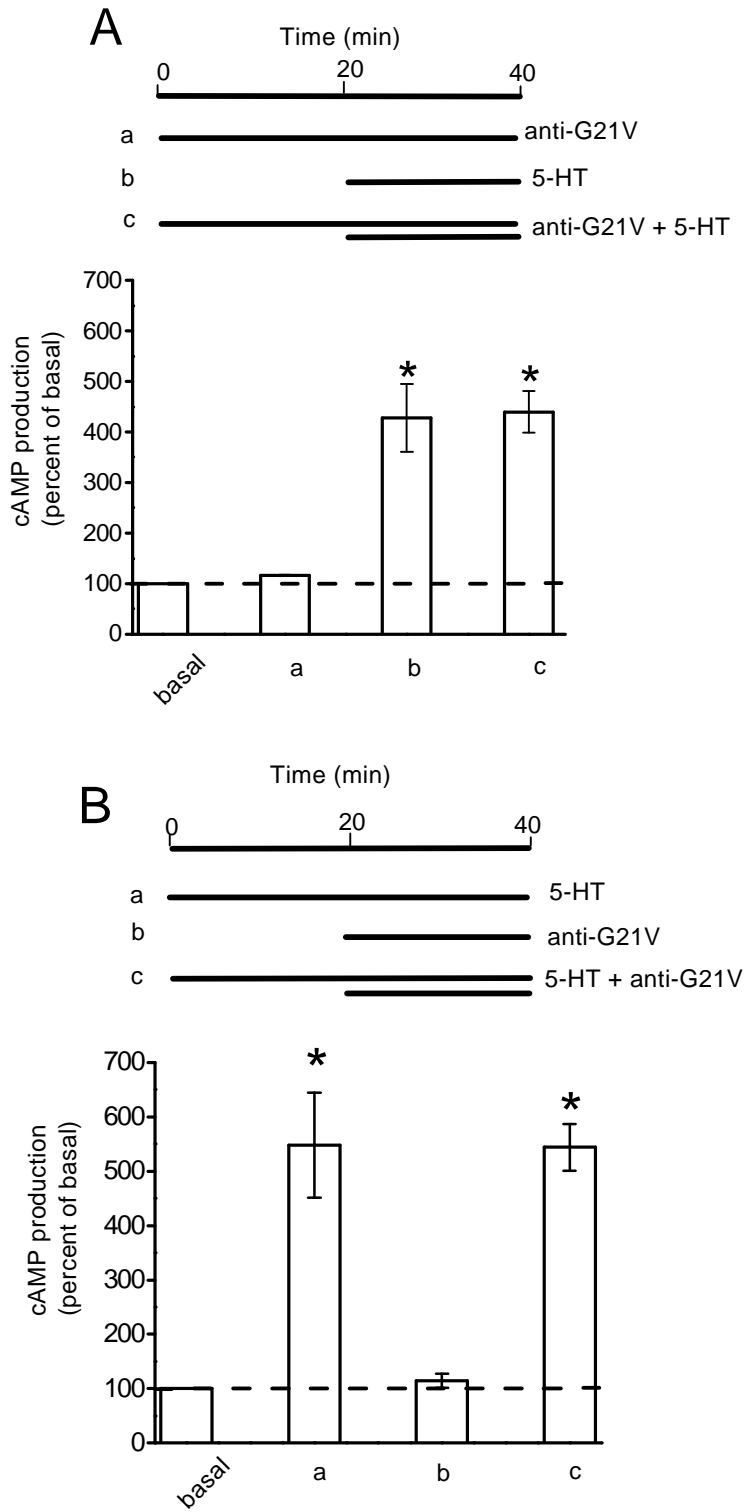 A
Time (min)
0 20 40
a anti-G21V
b 5-HT
c anti-G21V + 5-HT
cAMP production
(percent of basal)
700
600
500
400
300
200
100
0
* *
basal a b c
B
Time (min)
0 20 40
a 5-HT
b anti-G21V
c 5-HT + anti-G21V
cAMP production
(percent of basal)
700
600
500
400
300
200
100
0
* *
basal a b c